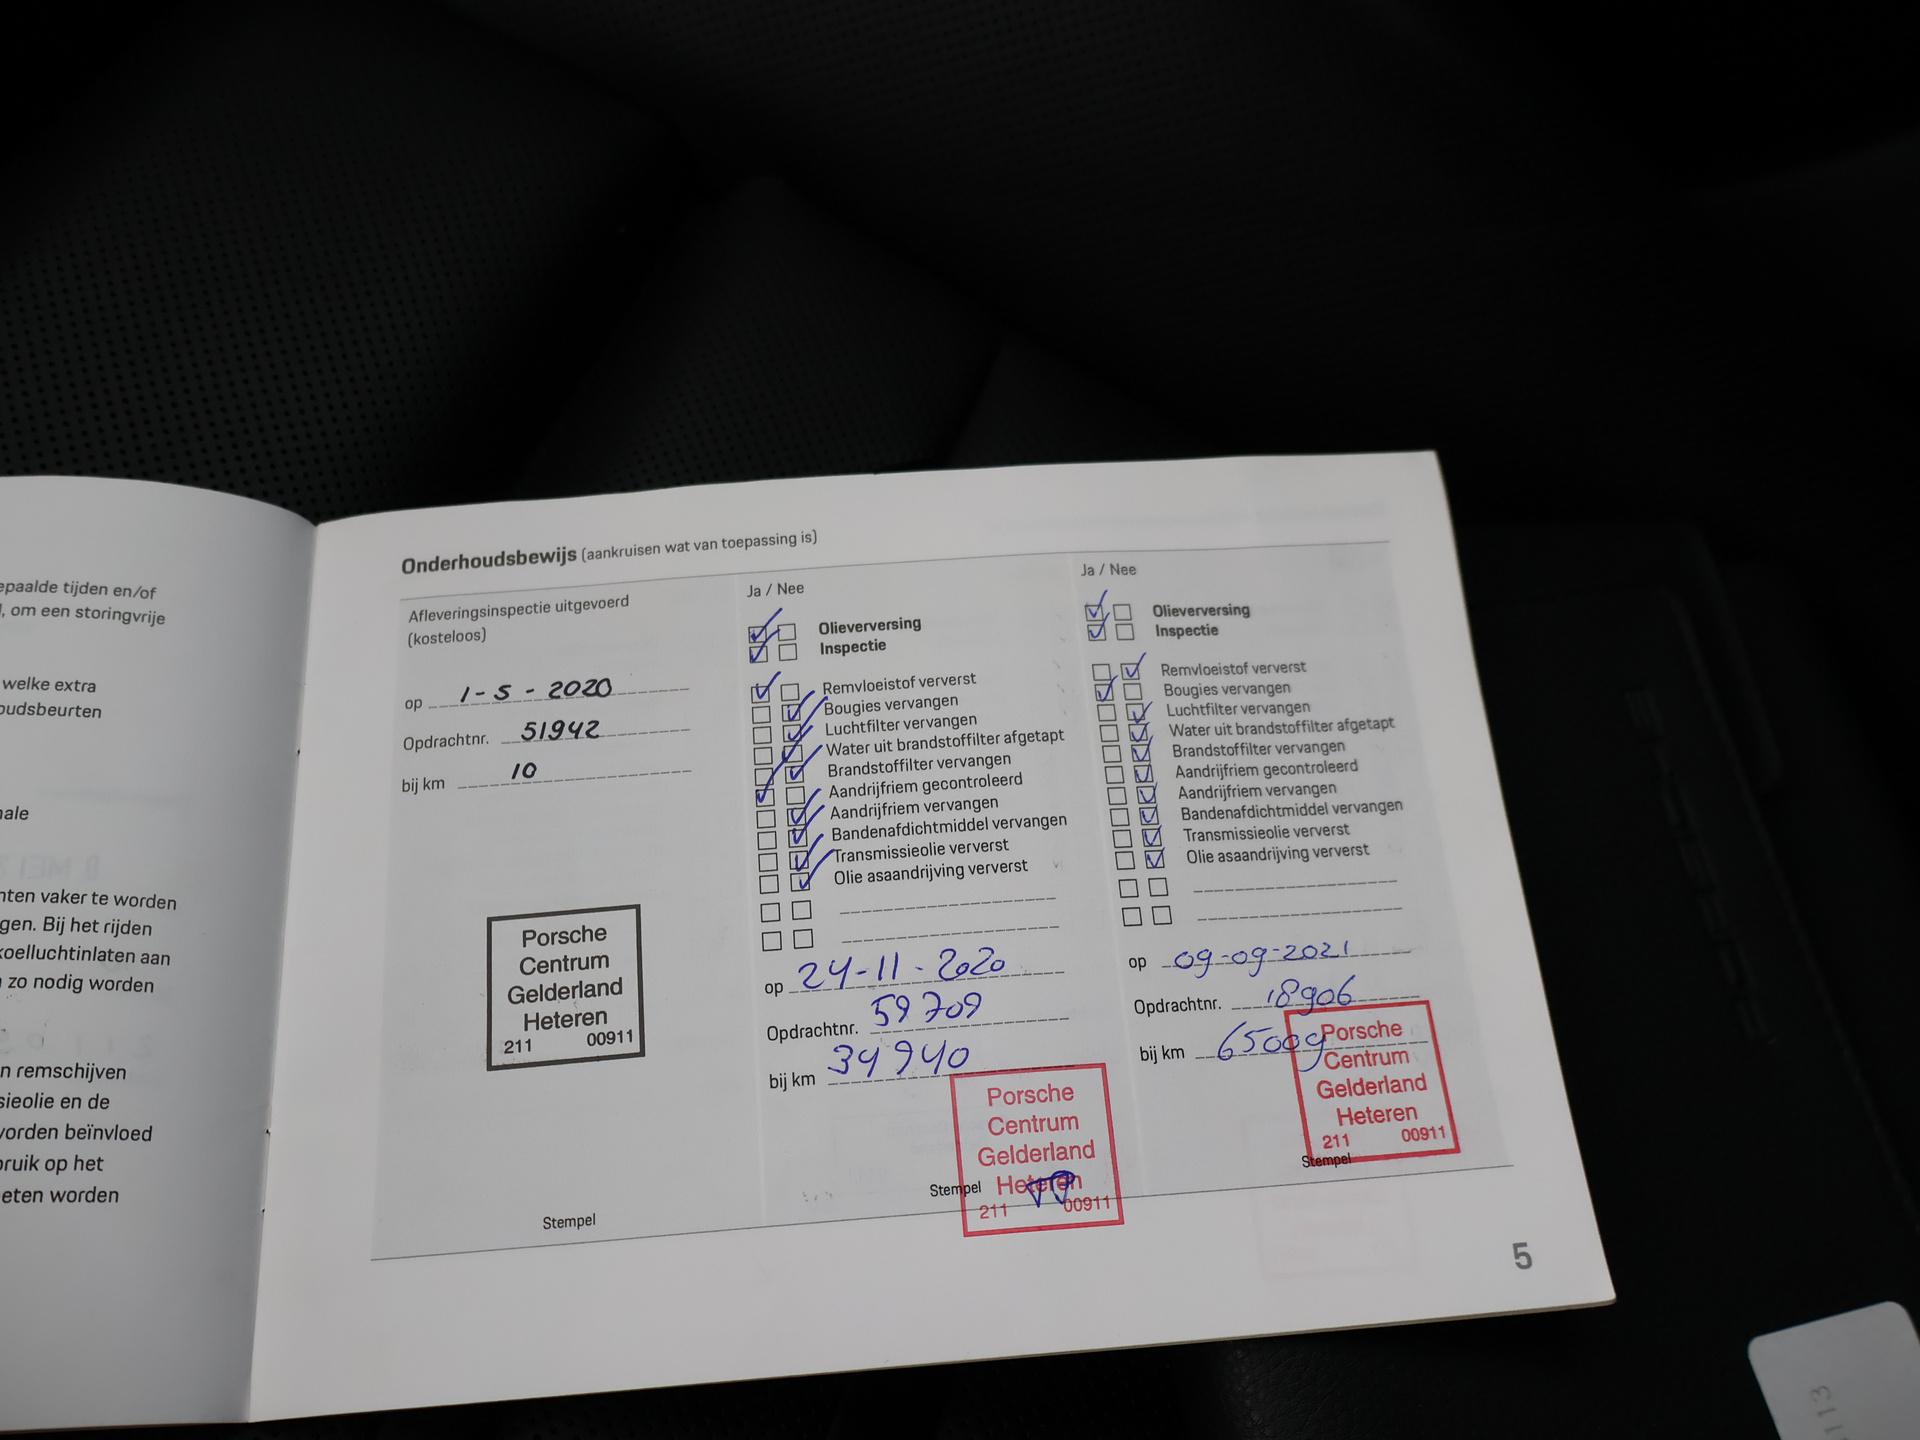 epaalde tijden en/of
, om een storingvrije
welke extra
oudsbeurten
nale
nten vaker te worden
gen. Bij het rijden
koelluchtinlaten aan
zo nodig worden
n remschijven
sieolie en de
vorden beïnvloed
bruik op het
eten worden
Onderhoudsbewijs (aankruisen wat van toepassing is)
Afleveringsinspectie uitgevoerd
(kosteloos)
op 1-5-2020
Opdrachtnr. 51942
bij km 10
Porsche
Centrum
Gelderland
Heteren
211 00911
Stempel
Ja / Nee
Olieverversing
Inspectie
Remvloeistof ververst
Bougies vervangen
Luchtfilter vervangen
Water uit brandstoffilter afgetapt
Brandstoffilter vervangen
Aandrijfriem gecontroleerd
Aandrijfriem vervangen
Bandenafdichtmiddel vervangen
Transmissieolie ververst
Olie asaandrijving ververst
op 24-11-2020
Opdrachtnr. 59709
bij km 34940
Porsche
Centrum
Gelderland
Heteren
211 00911
Stempel
Ja / Nee
Olieverversing
Inspectie
Remvloeistof ververst
Bougies vervangen
Luchtfilter vervangen
Water uit brandstoffilter afgetapt
Brandstoffilter vervangen
Aandrijfriem gecontroleerd
Aandrijfriem vervangen
Bandenafdichtmiddel vervangen
Transmissieolie ververst
Olie asaandrijving ververst
op 09-09-2021
Opdrachtnr. 18906
bij km 65009
Porsche
Centrum
Gelderland
Heteren
211 00911
Stempel
5